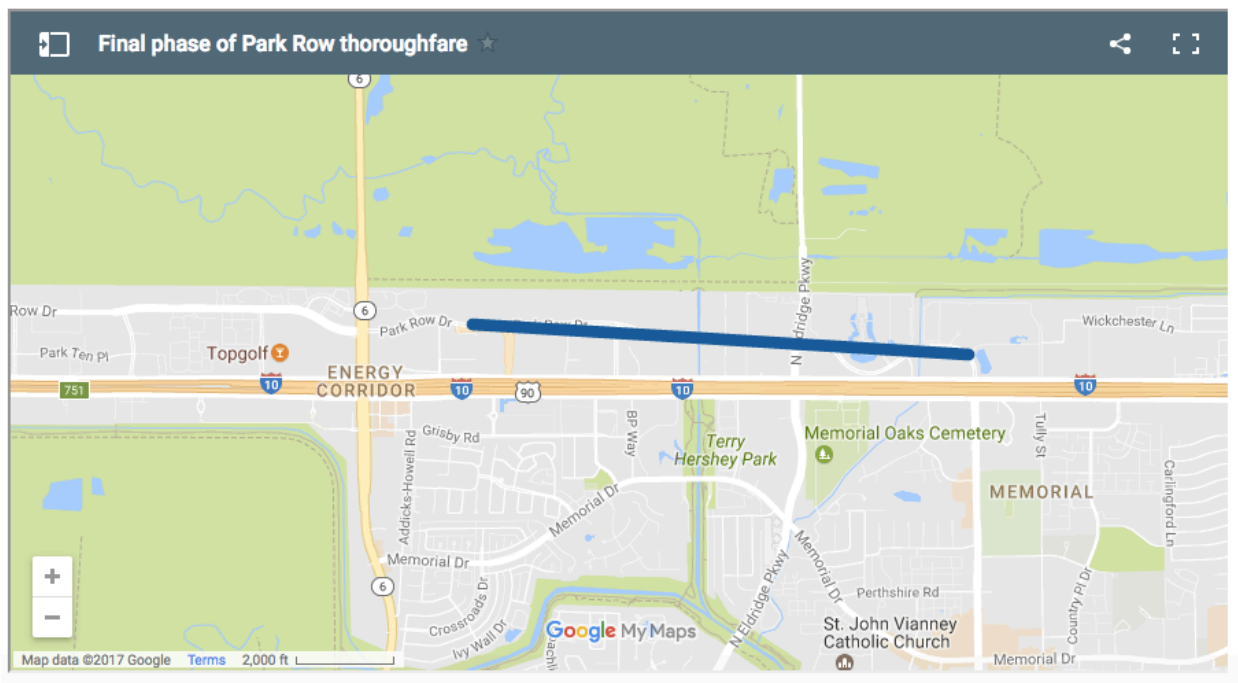 Final phase of Park Row thoroughfare
6
N Eldridge Pkwy
Row Dr
6
Park Row Dr
Park Row Dr
Wickchester Ln
Park Ten Pl
Topgolf
ENERGY
CORRIDOR
751
10
10
90
10
10
Grisby Rd
BP Way
Addicks-Howell Rd
Terry
Hershey Park
Memorial Oaks Cemetery
Tully St
Carlingford Ln
MEMORIAL
Memorial Dr
Memorial Dr
Memorial Dr
6
Crossroads Dr
Ivy Wall Dr
N Eldridge Pkwy
Perthshire Rd
Country Pl Dr
St. John Vianney
Catholic Church
Memorial Dr
+
−
Google My Maps
Map data ©2017 Google Terms 2,000 ft